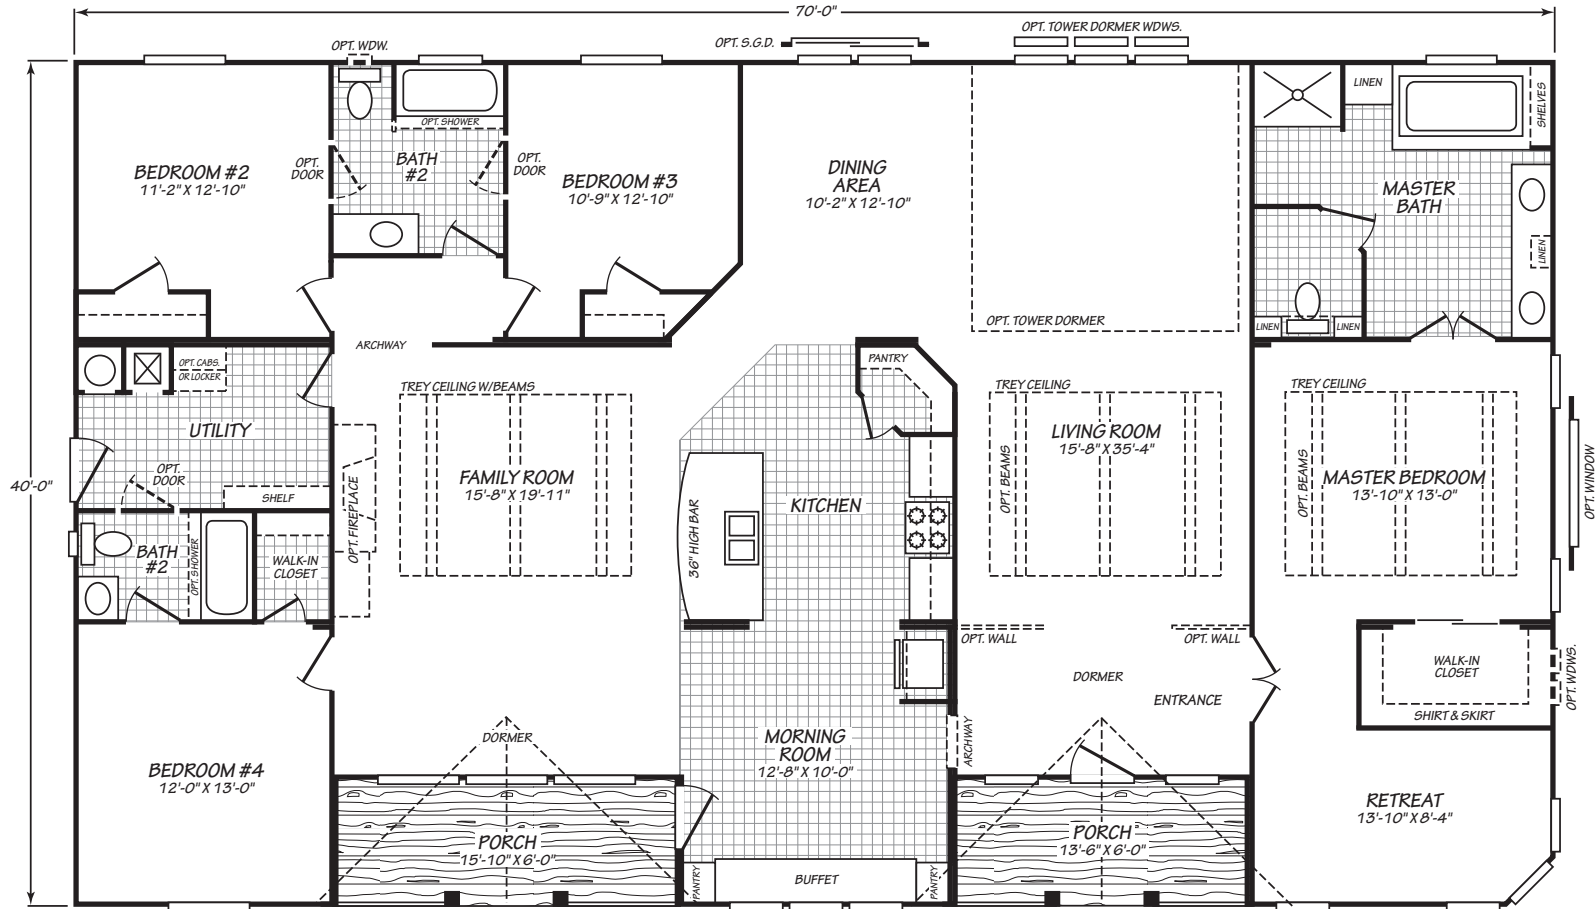 70'-0"
OPT. TOWER DORMER WDWS.
OPT. S.G.D.
OPT. WDW.
LINEN
SHELVES
OPT. SHOWER
BEDROOM #2
11'-2" X 12'-10"
OPT.
DOOR
BATH
#2
OPT.
DOOR
BEDROOM #3
10'-9" X 12'-10"
DINING
AREA
10'-2" X 12'-10"
MASTER
BATH
LINEN
OPT. TOWER DORMER
LINEN
LINEN
ARCHWAY
OPT. CABS.
OR LOCKER
PANTRY
TREY CEILING W/BEAMS
TREY CEILING
TREY CEILING
UTILITY
LIVING ROOM
15'-8" X 35'-4"
40'-0"
OPT.
DOOR
SHELF
OPT. FIREPLACE
FAMILY ROOM
15'-8" X 19'-11"
36" HIGH BAR
KITCHEN
OPT. BEAMS
OPT. BEAMS
MASTER BEDROOM
13'-10" X 13'-0"
OPT. WINDOW
BATH
#2
OPT. SHOWER
WALK-IN
CLOSET
OPT. WALL
OPT. WALL
DORMER
ENTRANCE
WALK-IN
CLOSET
OPT. WDWS.
SHIRT & SKIRT
ARCHWAY
DORMER
MORNING
ROOM
12'-8" X 10'-0"
BEDROOM #4
12'-0" X 13'-0"
RETREAT
13'-10" X 8'-4"
PORCH
15'-10" X 6'-0"
PORCH
13'-6" X 6'-0"
PANTRY
BUFFET
PANTRY